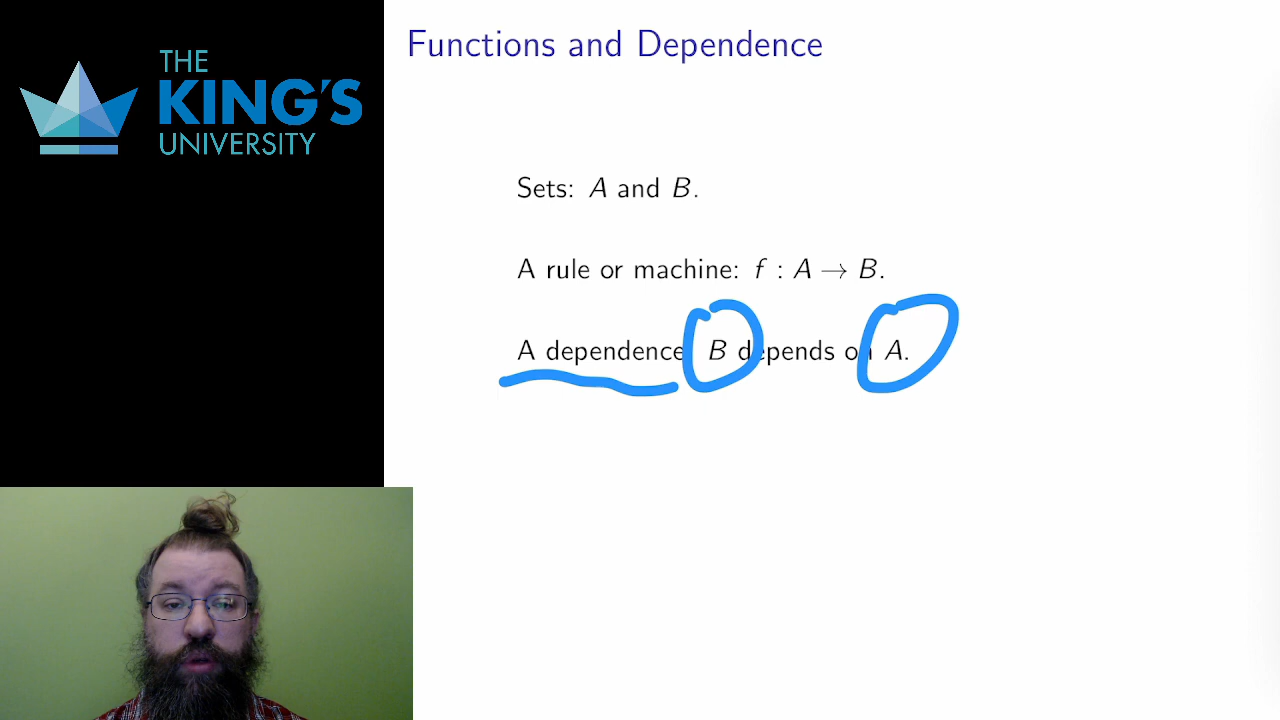 THE
KING'S
UNIVERSITY
Functions and Dependence
Sets: A and B.
A rule or machine: f : A → B.
A dependence B depends on A.